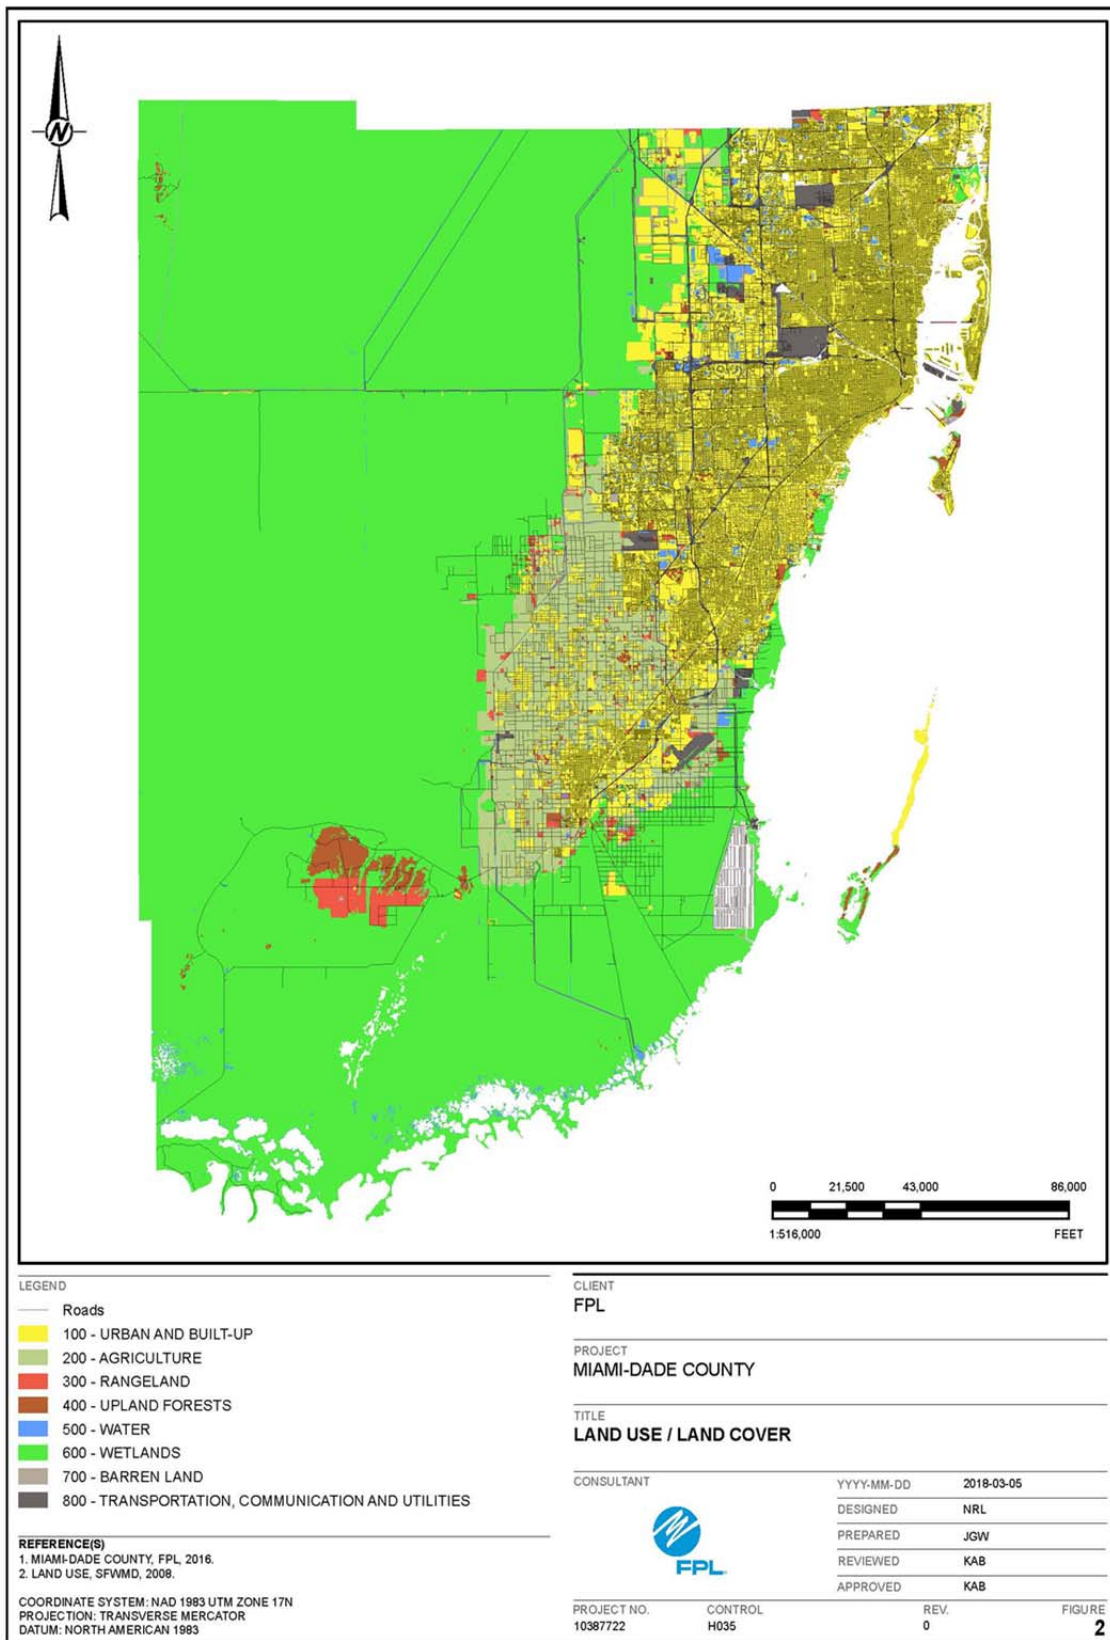 N
0 21,500 43,000 86,000
1:516,000 FEET
LEGEND
Roads
100 - URBAN AND BUILT-UP
200 - AGRICULTURE
300 - RANGELAND
400 - UPLAND FORESTS
500 - WATER
600 - WETLANDS
700 - BARREN LAND
800 - TRANSPORTATION, COMMUNICATION AND UTILITIES
REFERENCE(S)
1. MIAMI-DADE COUNTY, FPL, 2016.
2. LAND USE, SFWMD, 2008.
COORDINATE SYSTEM: NAD 1983 UTM ZONE 17N
PROJECTION: TRANSVERSE MERCATOR
DATUM: NORTH AMERICAN 1983
CLIENT
FPL
PROJECT
MIAMI-DADE COUNTY
TITLE
LAND USE / LAND COVER
CONSULTANT
FPL.
YYYY-MM-DD 2018-03-05
DESIGNED NRL
PREPARED JGW
REVIEWED KAB
APPROVED KAB
PROJECT NO. CONTROL REV. FIGURE
10387722 H035 0 2